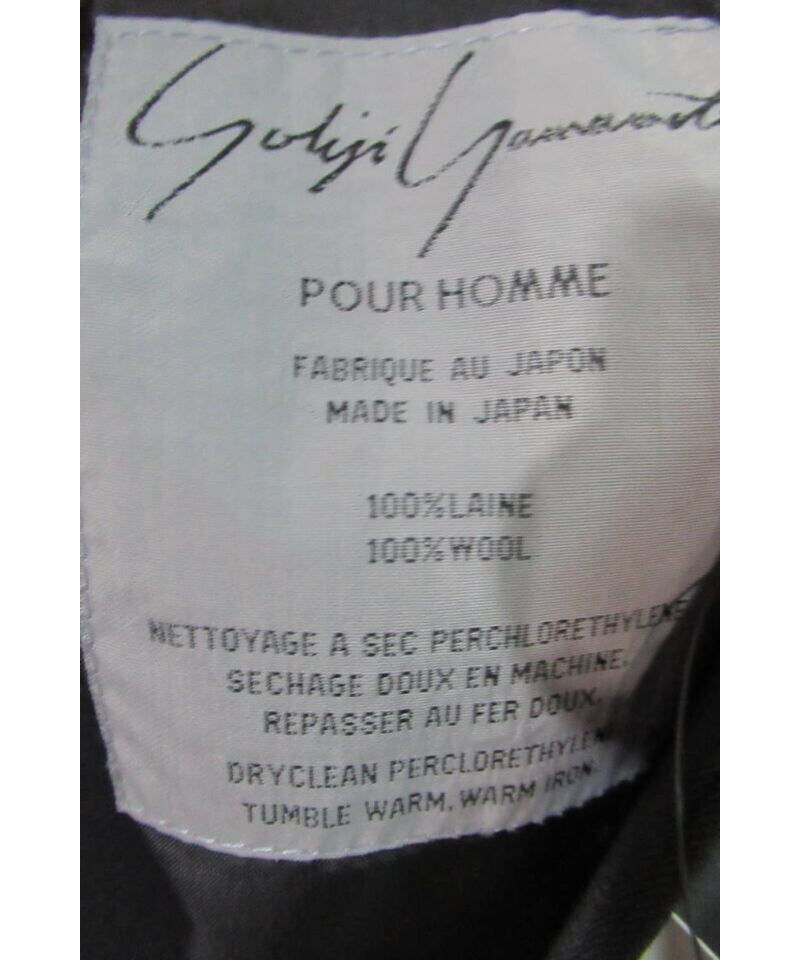 Yohji Yamamoto
POUR HOMME
FABRIQUE AU JAPON
MADE IN JAPAN
100%LAINE
100%WOOL
NETTOYAGE A SEC PERCHLORETHYLENE
SECHAGE DOUX EN MACHINE.
REPASSER AU FER DOUX.
DRYCLEAN PERCLORETHYLENE
TUMBLE WARM. WARM IRON.